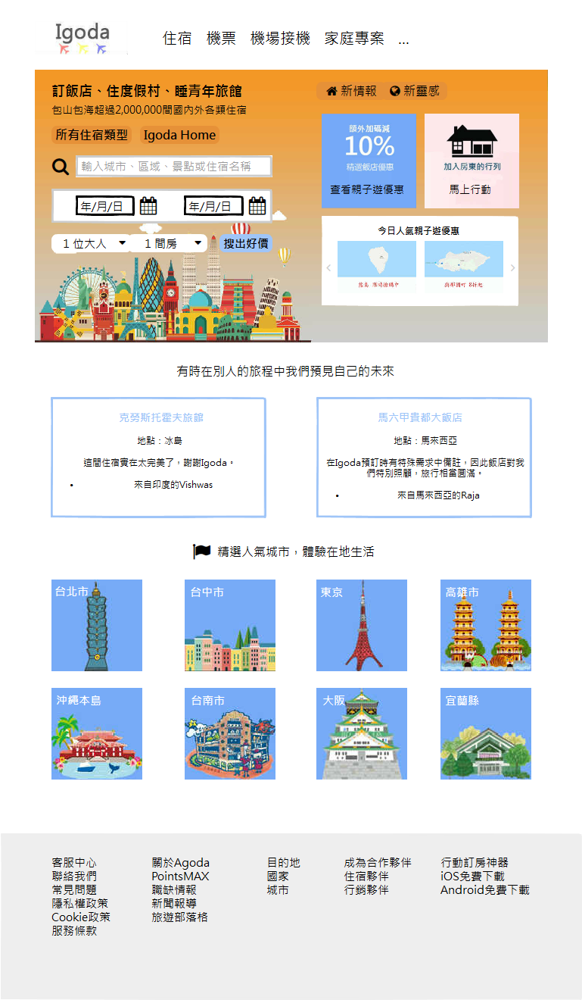 Igoda
住宿 機票 機場接機 家庭專案 ...
訂飯店、住度假村、睡青年旅館
包山包海超過2,000,000間國內外各類住宿
所有住宿類型 Igoda Home
輸入城市、區域、景點或住宿名稱
年/月/日 年/月/日
1 位大人 1 間房 搜出好價
新情報 新靈感
額外加碼減
10%
精選飯店優惠
查看親子遊優惠
加入房東的行列
馬上行動
今日人氣親子遊優惠
蘭島 限時搶購中
與那國町 8折起
有時在別人的旅程中我們預見自己的未來
克勞斯托霍夫旅館
地點：冰島
這間住宿實在太完美了，謝謝Igoda。
• 來自印度的Vishwas
馬六甲貴都大飯店
地點：馬來西亞
在Igoda預訂時有特殊需求中備註，因此飯店對我
們特別照顧，旅行相當圓滿。
• 來自馬來西亞的Raja
精選人氣城市，體驗在地生活
台北市
台中市
東京
高雄市
沖繩本島
台南市
大阪
宜蘭縣
客服中心
聯絡我們
常見問題
隱私權政策
Cookie政策
服務條款
關於Agoda
PointsMAX
職缺情報
新聞報導
旅遊部落格
目的地
國家
城市
成為合作夥伴
住宿夥伴
行銷夥伴
行動訂房神器
iOS免費下載
Android免費下載